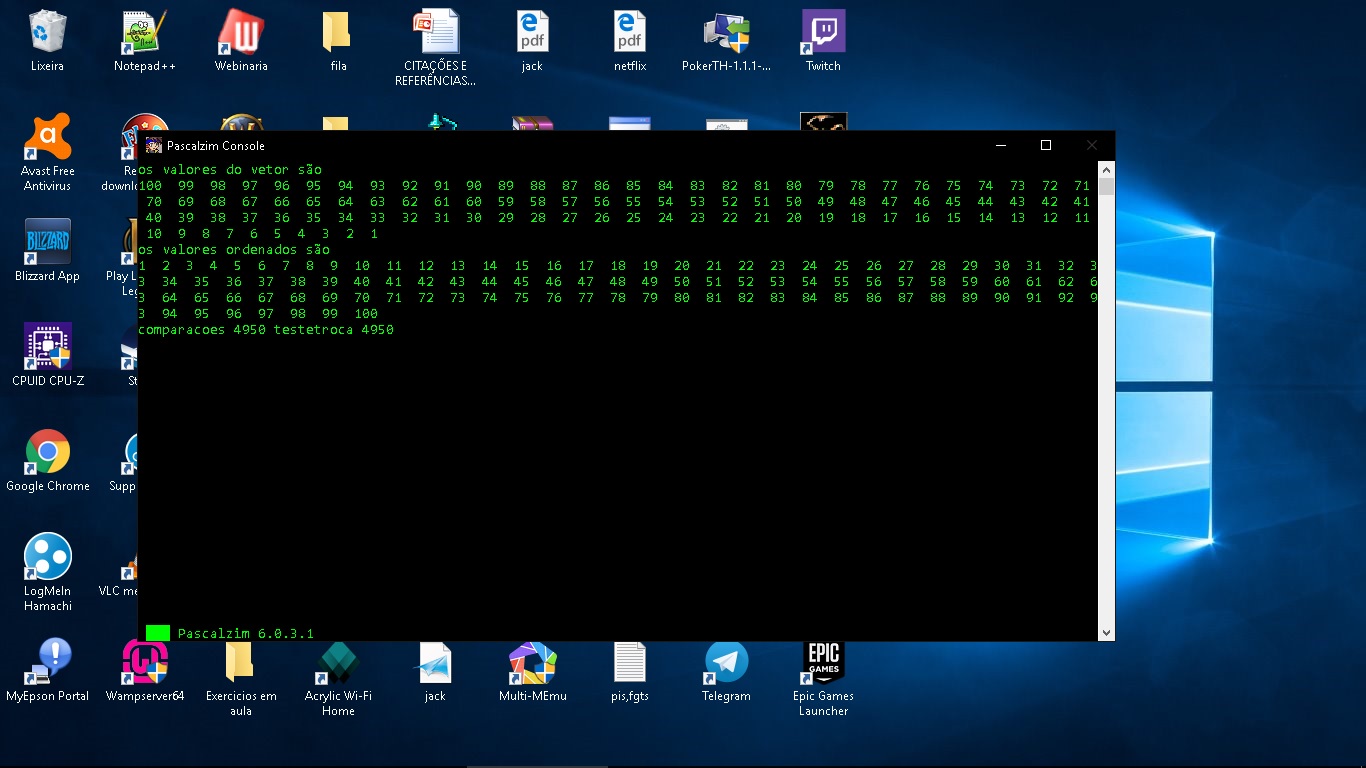 Lixeira
Notepad++
Webinaria
fila
CITAÇÕES E
REFERÊNCIAS...
jack
netflix
PokerTH-1.1.1-...
Twitch
Avast Free
Antivirus
Re
downlo
Pascalzim Console
os valores do vetor são
100 99 98 97 96 95 94 93 92 91 90 89 88 87 86 85 84 83 82 81 80 79 78 77 76 75 74 73 72 71
70 69 68 67 66 65 64 63 62 61 60 59 58 57 56 55 54 53 52 51 50 49 48 47 46 45 44 43 42 41
40 39 38 37 36 35 34 33 32 31 30 29 28 27 26 25 24 23 22 21 20 19 18 17 16 15 14 13 12 11
10 9 8 7 6 5 4 3 2 1
os valores ordenados são
1 2 3 4 5 6 7 8 9 10 11 12 13 14 15 16 17 18 19 20 21 22 23 24 25 26 27 28 29 30 31 32 3
3 34 35 36 37 38 39 40 41 42 43 44 45 46 47 48 49 50 51 52 53 54 55 56 57 58 59 60 61 62 6
3 64 65 66 67 68 69 70 71 72 73 74 75 76 77 78 79 80 81 82 83 84 85 86 87 88 89 90 91 92 9
3 94 95 96 97 98 99 100
comparacoes 4950 testetroca 4950
Pascalzim 6.0.3.1
BLIZZARD
Blizzard App
Play L
Leg
CPUID CPU-Z
St
Google Chrome
Supp
LogMeIn
Hamachi
VLC me
MyEpson Portal
Wampserver64
Exercicios em
aula
Acrylic Wi-Fi
Home
jack
Multi-MEmu
pis,fgts
Telegram
EPIC
GAMES
Epic Games
Launcher